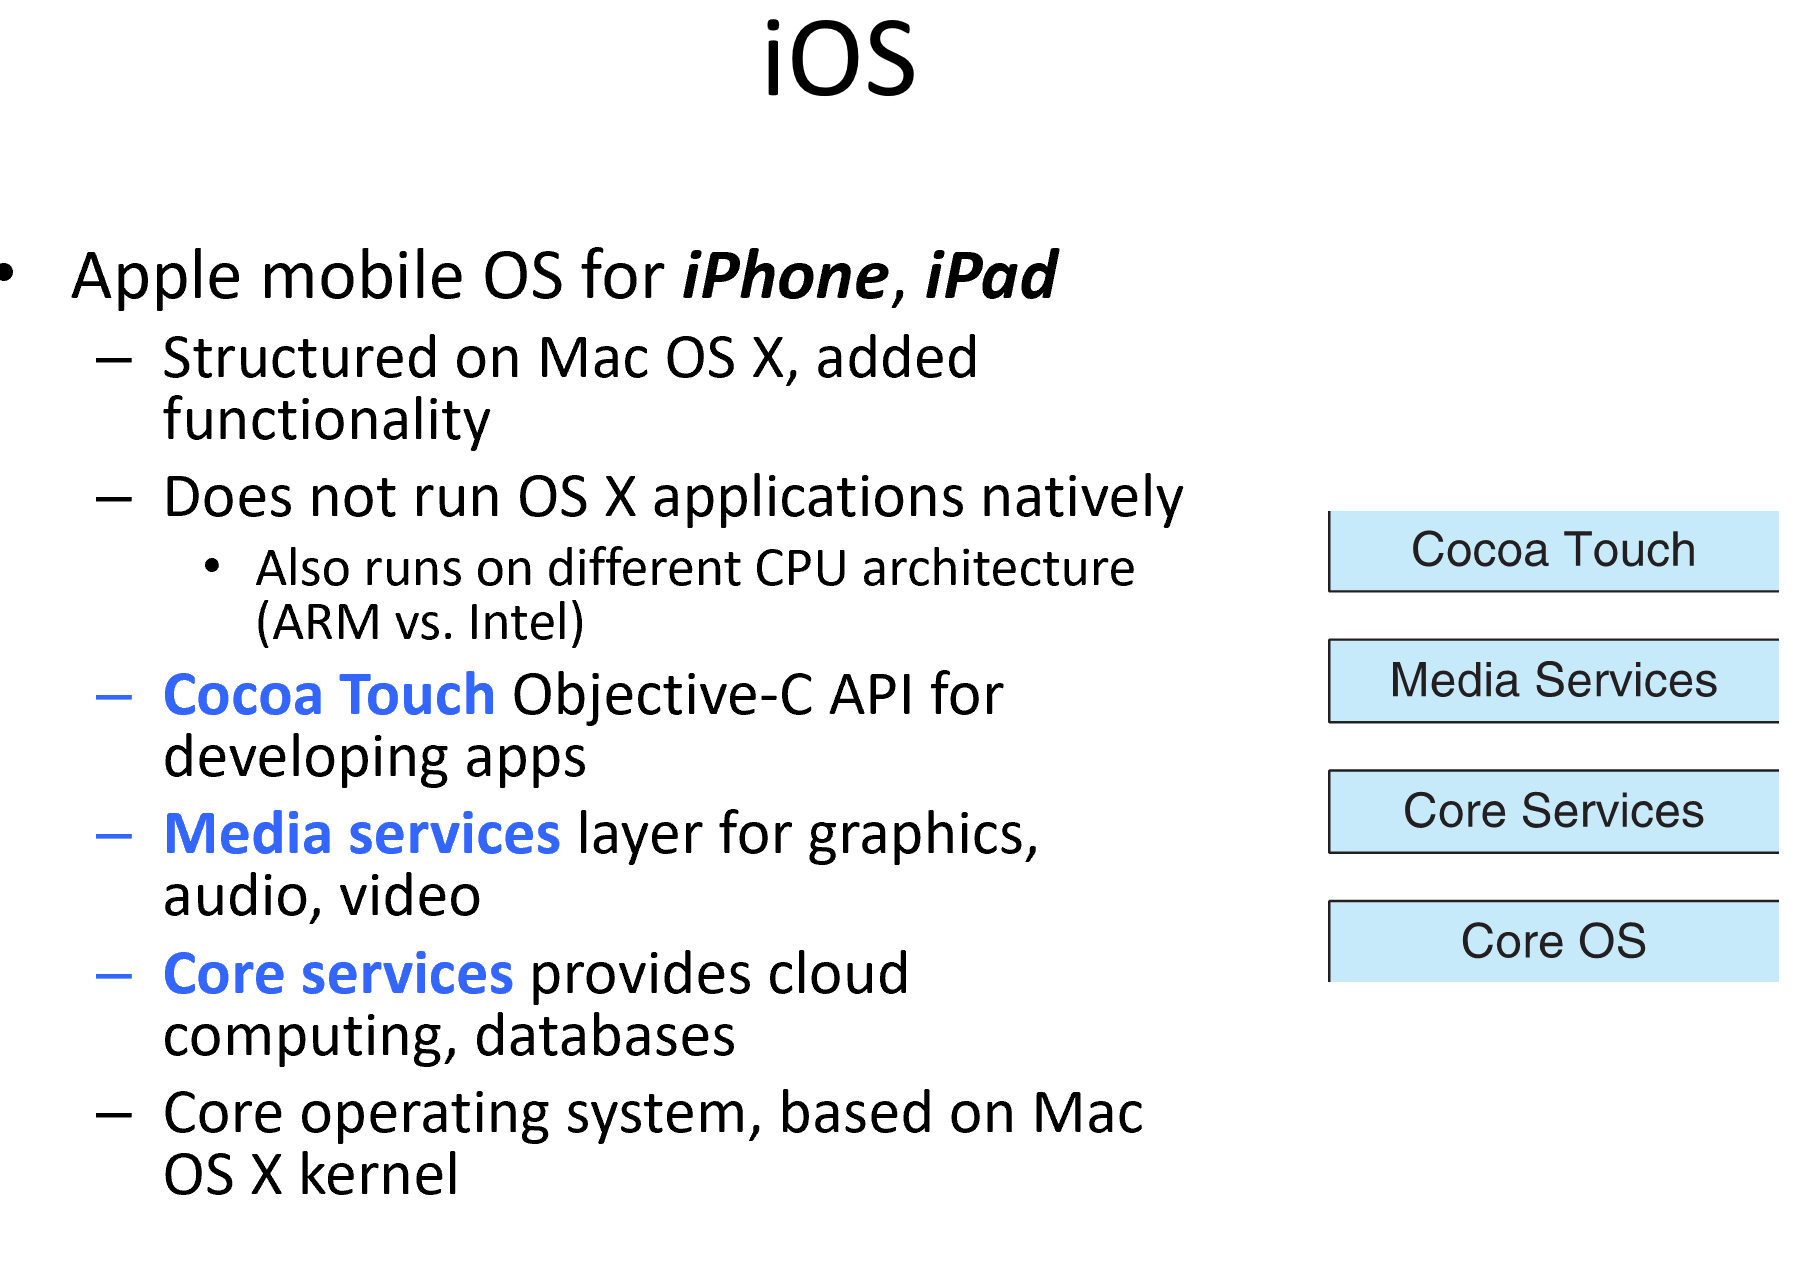 iOS
• Apple mobile OS for iPhone, iPad
– Structured on Mac OS X, added
functionality
– Does not run OS X applications natively
• Also runs on different CPU architecture
(ARM vs. Intel)
– Cocoa Touch Objective-C API for
developing apps
– Media services layer for graphics,
audio, video
– Core services provides cloud
computing, databases
– Core operating system, based on Mac
OS X kernel
Cocoa Touch
Media Services
Core Services
Core OS